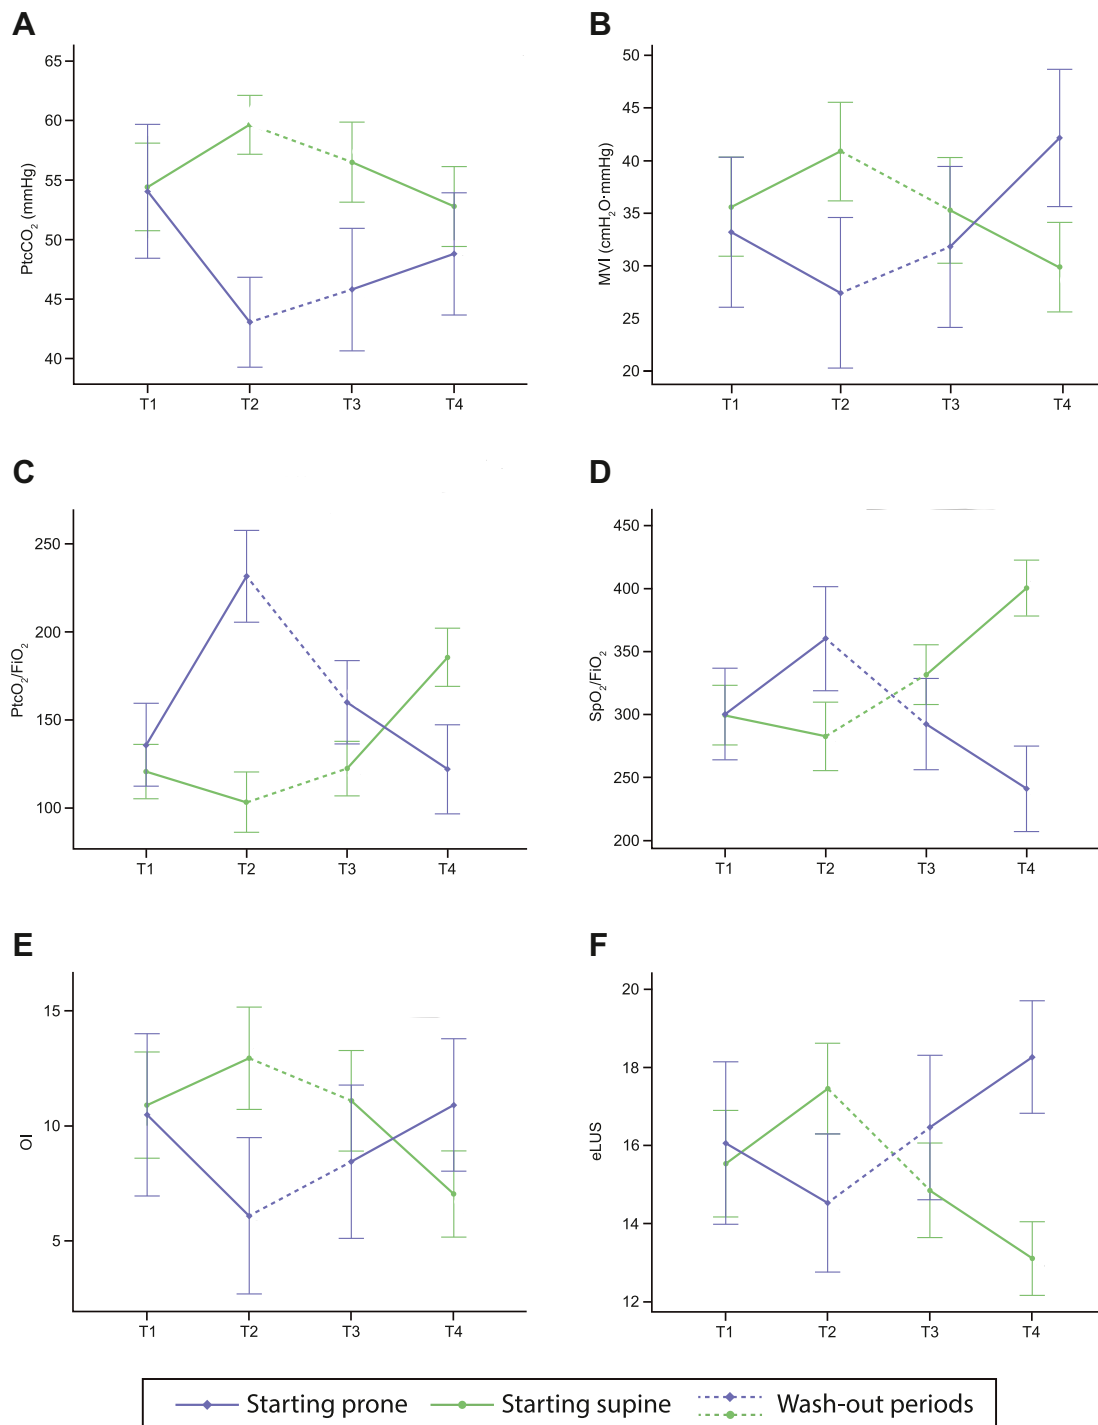 A
PtcCO₂ (mmHg)
65
60
55
50
45
40
T1 T2 T3 T4
B
MVI (cmH₂O·mmHg)
50
45
40
35
30
25
20
T1 T2 T3 T4
C
PtcO₂/FiO₂
250
200
150
100
T1 T2 T3 T4
D
SpO₂/FiO₂
450
400
350
300
250
200
T1 T2 T3 T4
E
OI
15
10
5
T1 T2 T3 T4
F
eLUS
20
18
16
14
12
T1 T2 T3 T4
Starting prone Starting supine Wash-out periods